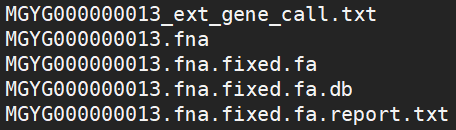 MGYG000000013_ext_gene_call.txt
MGYG000000013.fna
MGYG000000013.fna.fixed.fa
MGYG000000013.fna.fixed.fa.db
MGYG000000013.fna.fixed.fa.report.txt